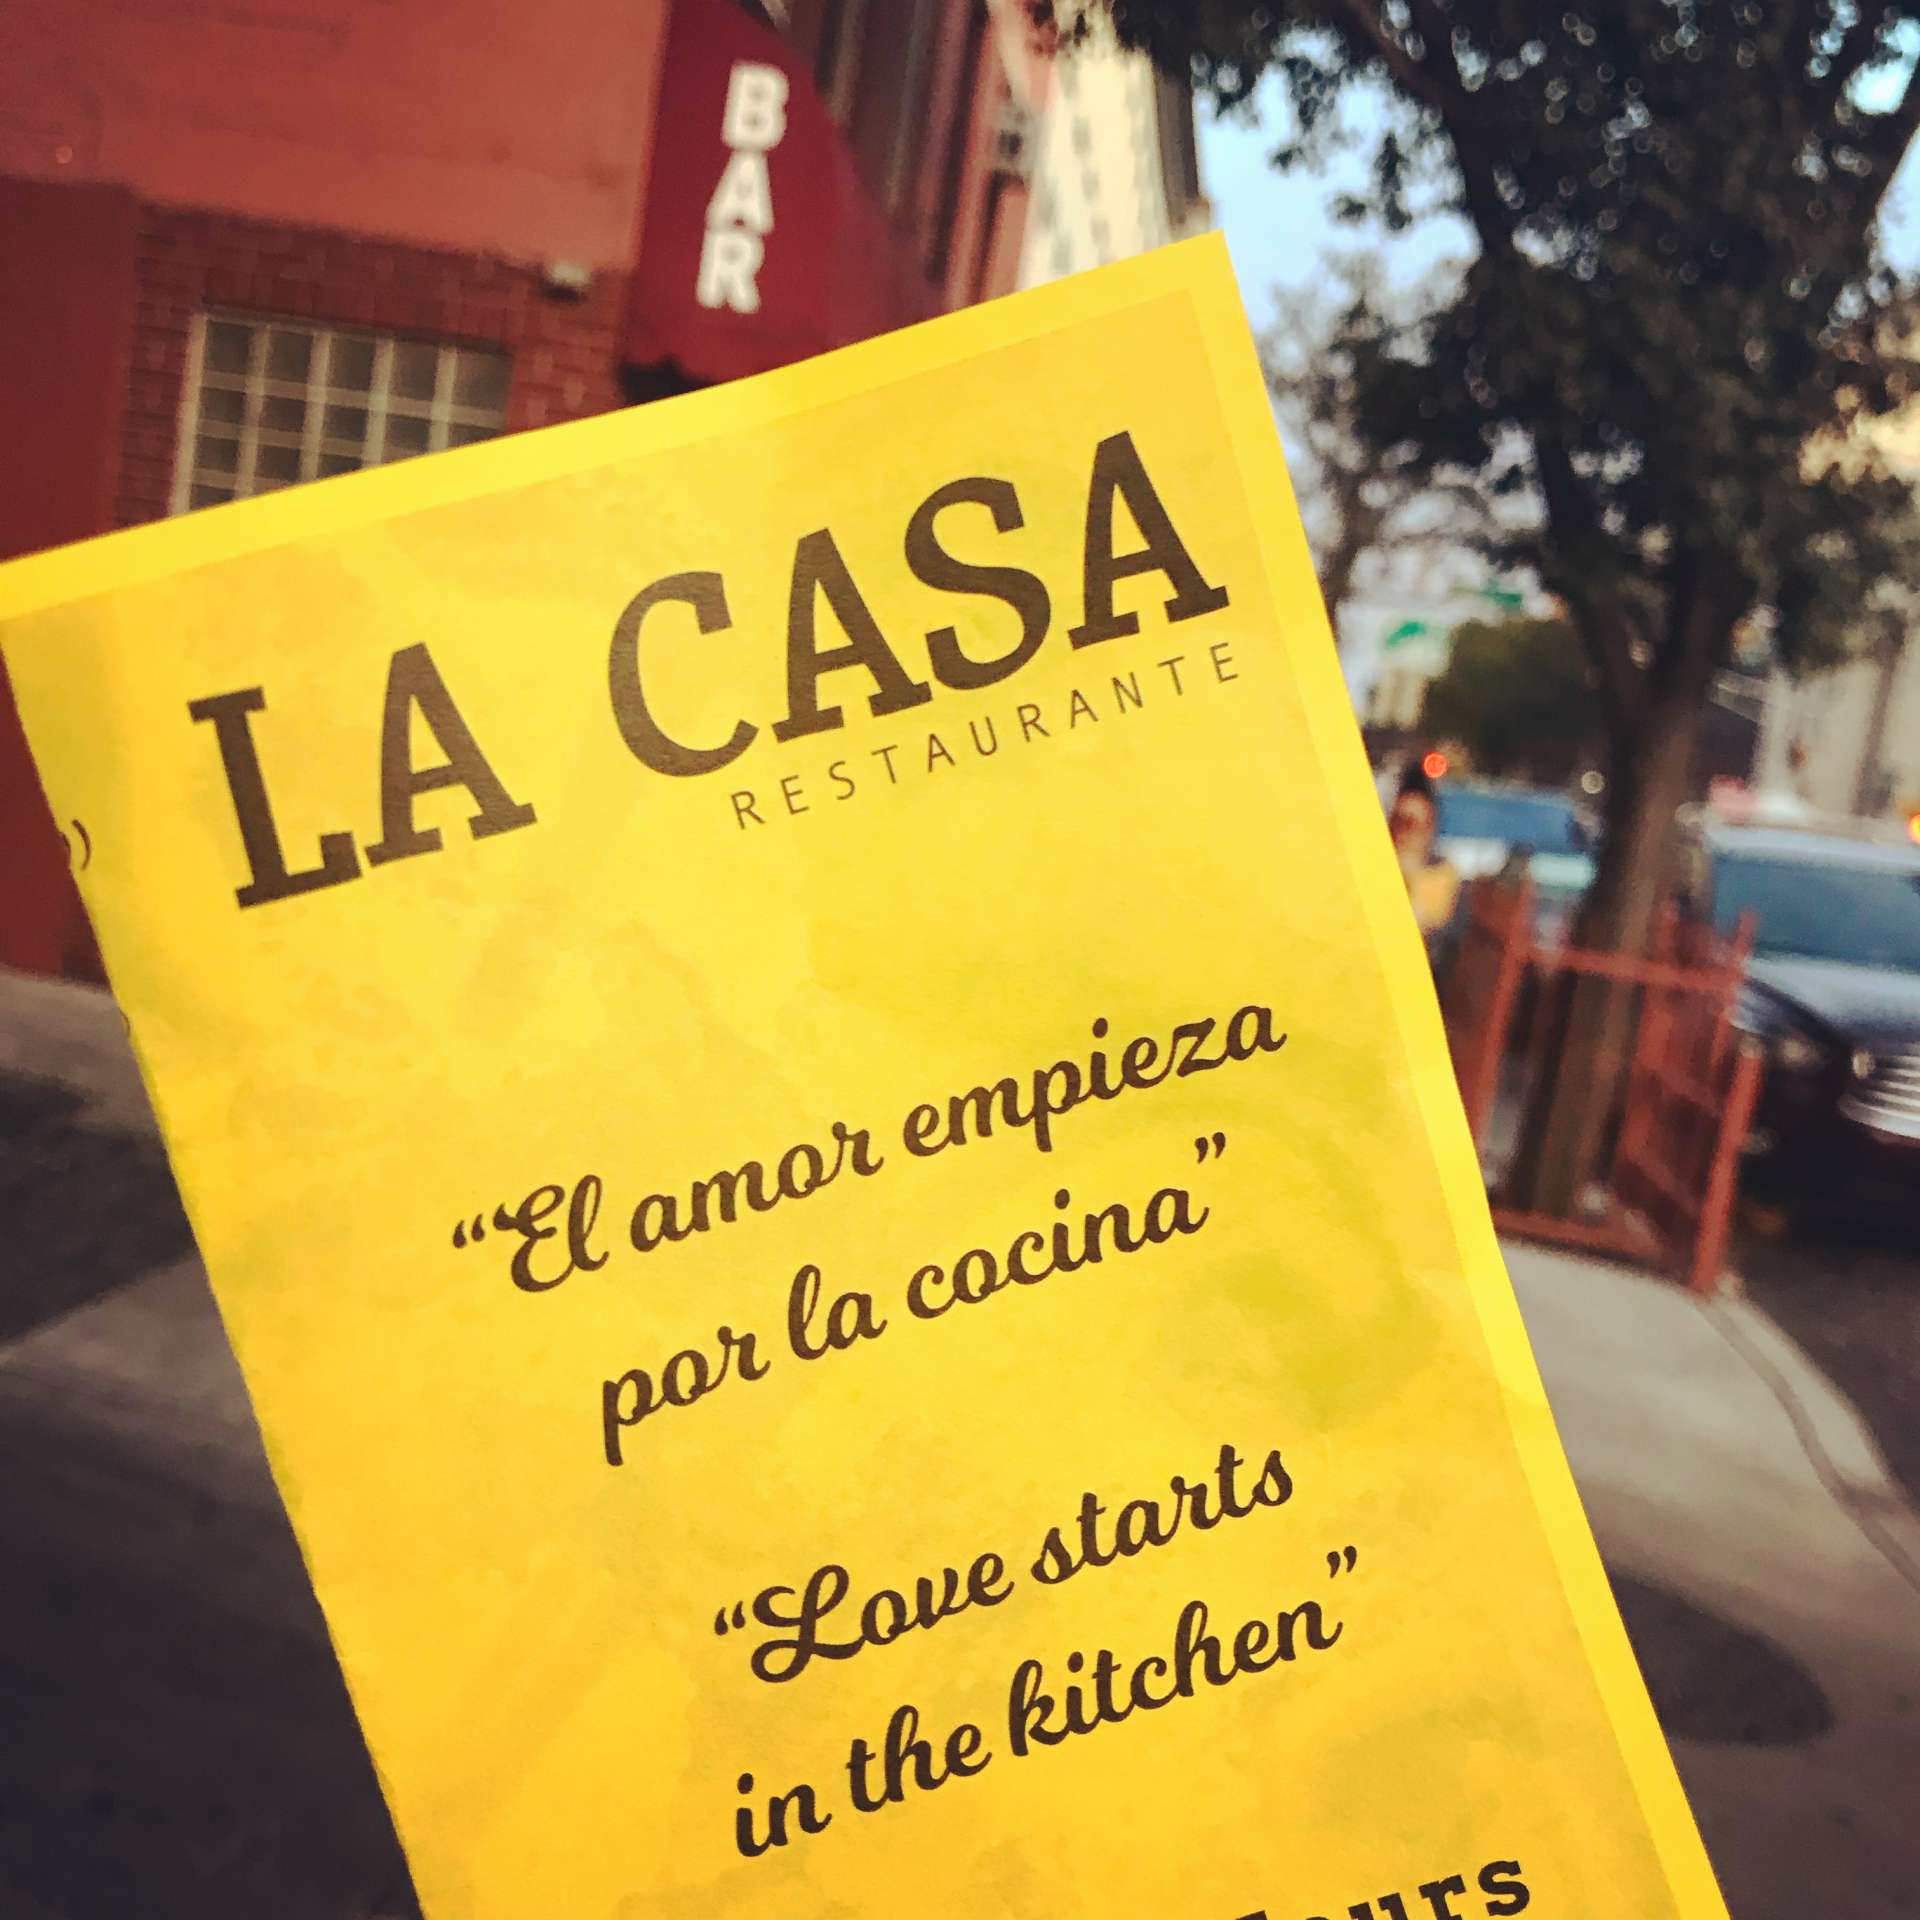 BAR
LA CASA
RESTAURANTE
“El amor empieza
por la cocina”
“Love starts
in the kitchen”